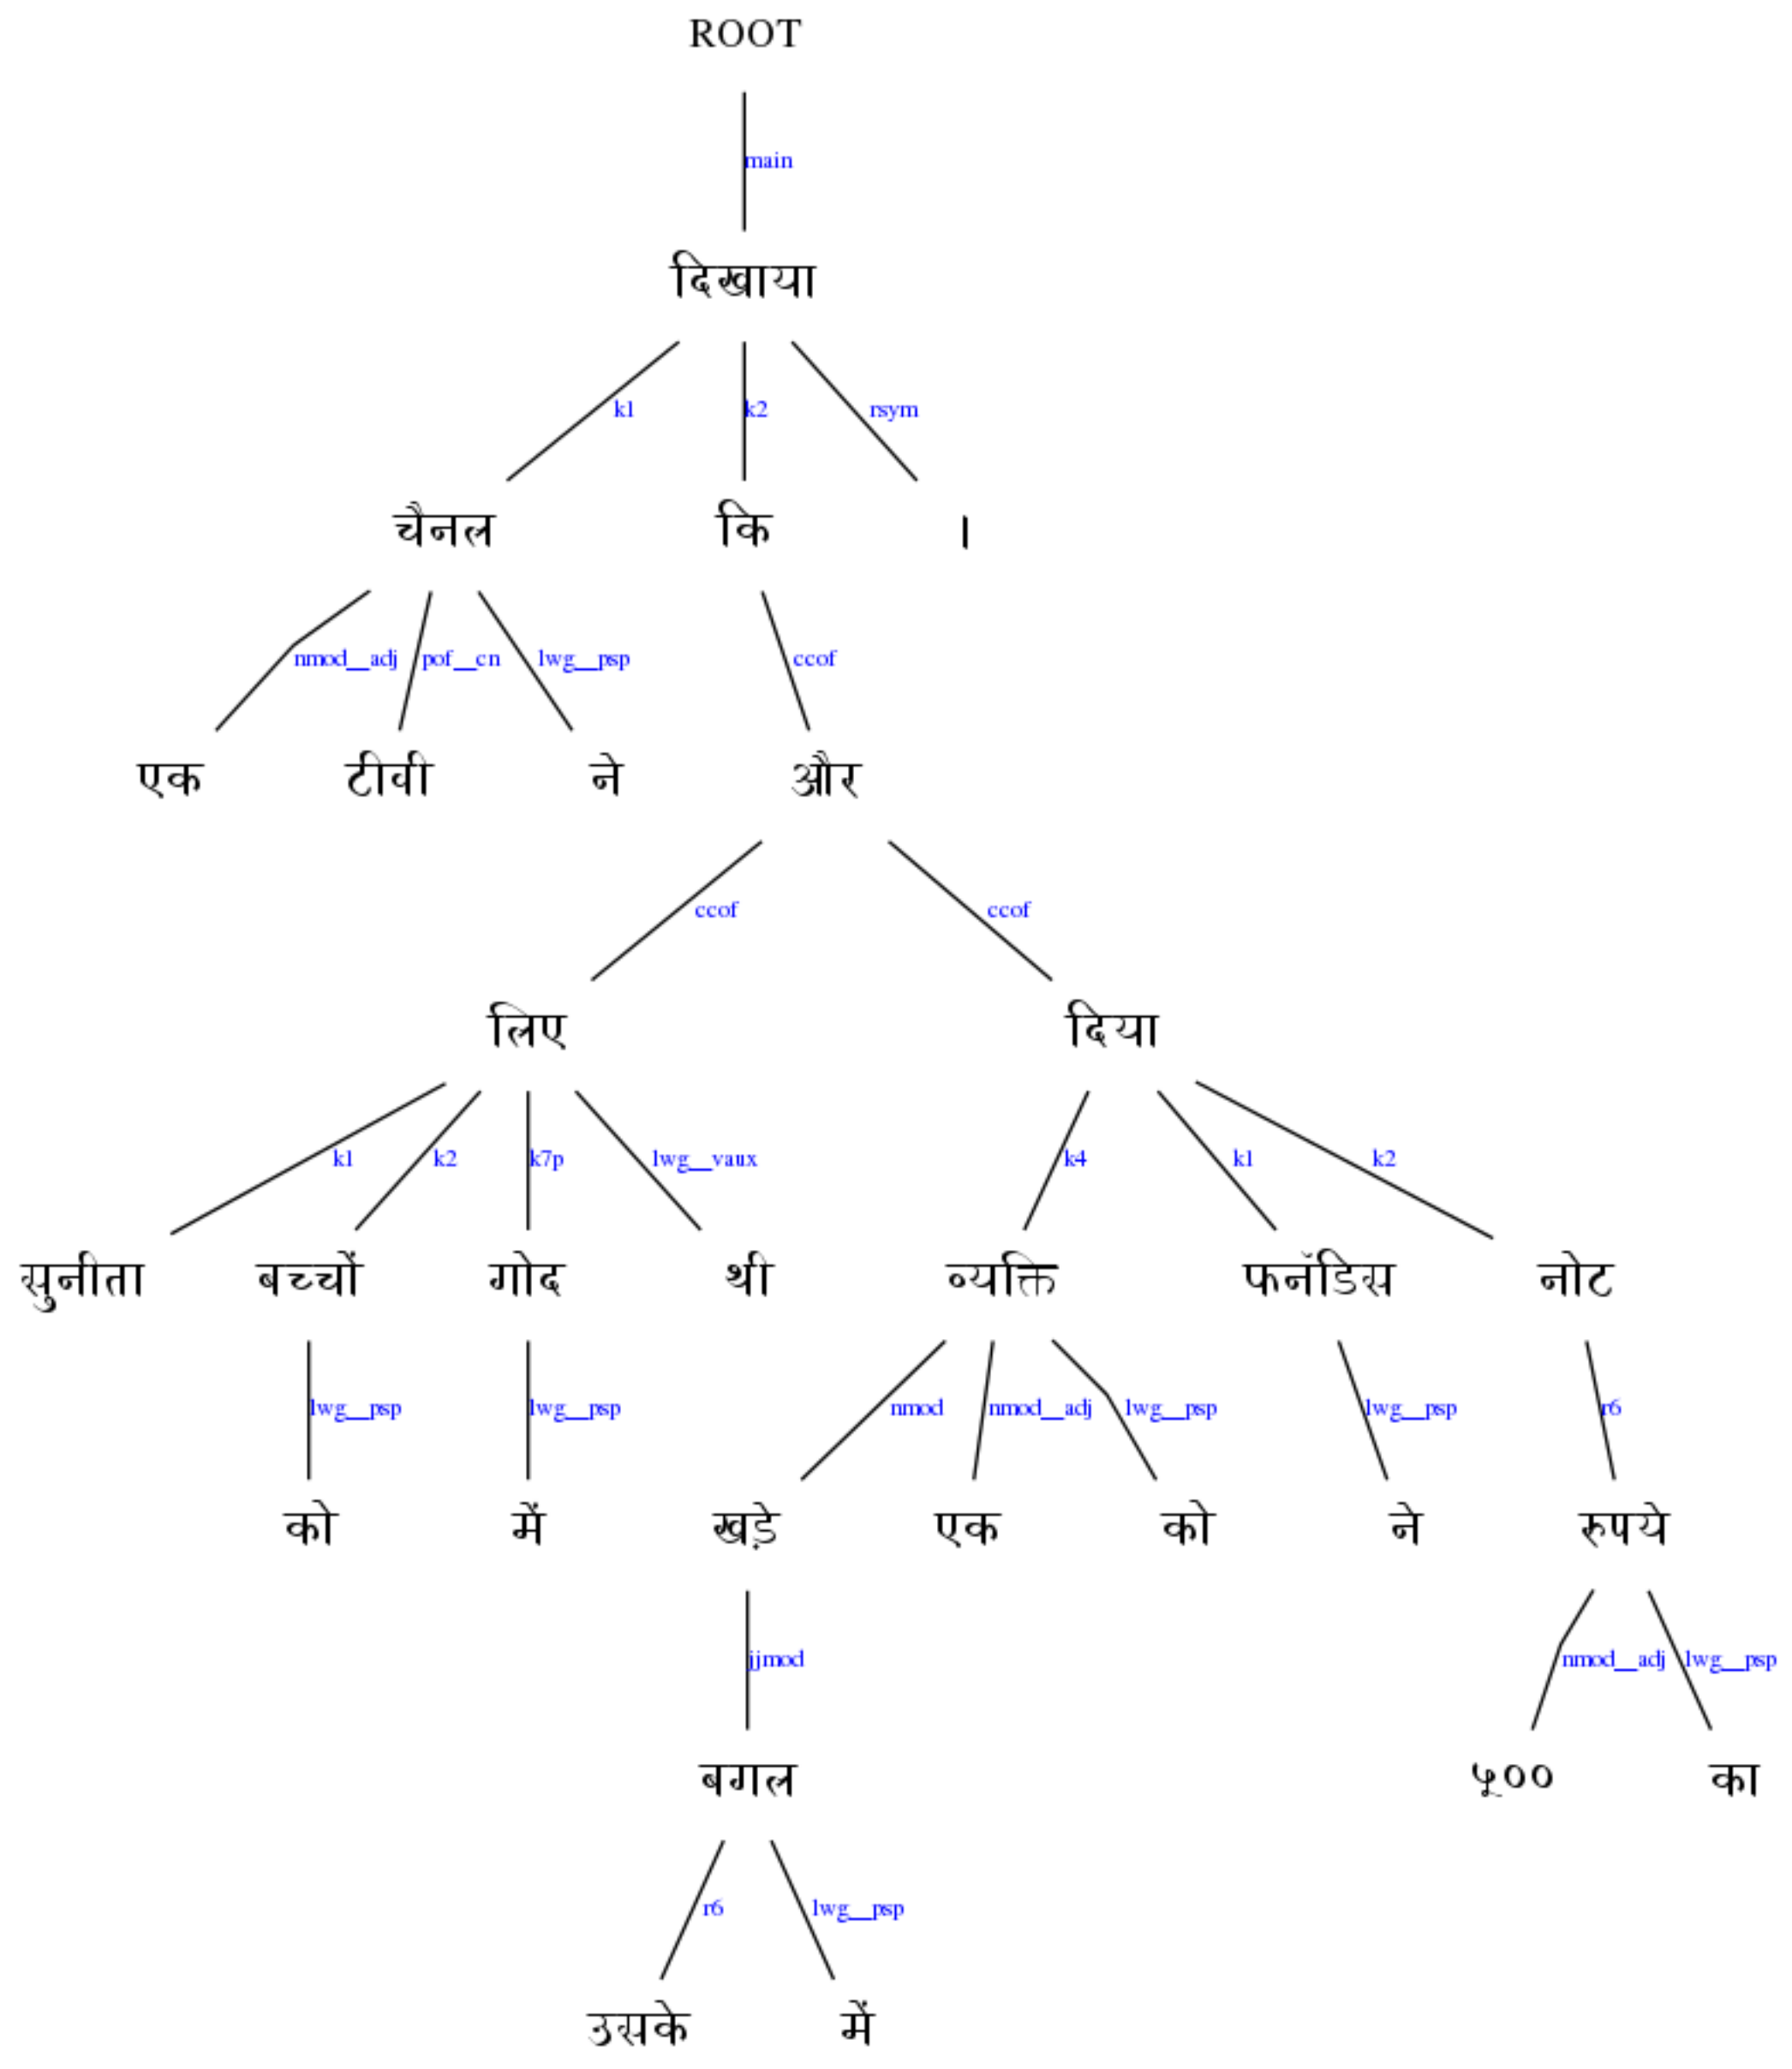 ROOT
main
दिखाया
k1 k2 rsym
चैनल कि ।
nmod__adj pof__cn lwg__psp ccof
एक टीवी ने और
ccof ccof
लिए दिया
k1 k2 k7p lwg__vaux k4 k1 k2
सुनीता बच्चों गोद थी व्यक्ति फर्नांडिस नोट
lwg__psp lwg__psp nmod nmod__adj lwg__psp lwg__psp r6
को में खड़े एक को ने रुपये
jjmod nmod__adj lwg__psp
बगल ५०० का
r6 lwg__psp
उसके में